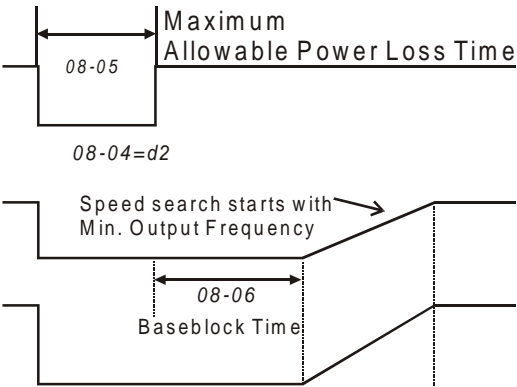 Maximum
Allowable Power Loss Time
08-05
08-04=d2
Speed search starts with
Min. Output Frequency
08-06
Baseblock Time